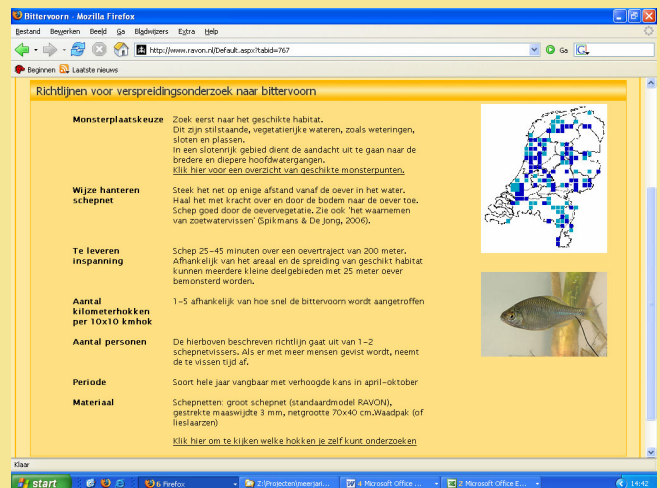 Bittervoorn - Mozilla Firefox
Bestand Bewerken Beeld Ga Bladwijzers Extra Help
http://www.ravon.nl/Default.aspx?tabid=767 Ga
Beginnen Laatste nieuws
Richtlijnen voor verspreidingsonderzoek naar bittervoorn
Monsterplaatskeuze Zoek eerst naar het geschikte habitat.
Dit zijn stilstaande, vegetatierijke wateren, zoals weteringen,
sloten en plassen.
In een slotenrijk gebied dient de aandacht uit te gaan naar de
bredere en diepere hoofdwatergangen.
Klik hier voor een overzicht van geschikte monsterpunten.
Wijze hanteren Steek het net op enige afstand vanaf de oever in het water.
schepnet Haal het met kracht over en door de bodem naar de oever toe.
Schep goed door de oevervegetatie. Zie ook 'het waarnemen
van zoetwatervissen' (Spikmans & De Jong, 2006).
Te leveren Schep 25-45 minuten over een oevertraject van 200 meter.
inspanning Afhankelijk van het areaal en de spreiding van geschikt habitat
kunnen meerdere kleine deelgebieden met 25 meter oever
bemonsterd worden.
Aantal 1-5 afhankelijk van hoe snel de bittervoorn wordt aangetroffen
kilometerhokken
per 10x10 kmhok
Aantal personen De hierboven beschreven richtlijn gaat uit van 1-2
schepnetvissers. Als er met meer mensen gevist wordt, neemt
de te vissen tijd af.
Periode Soort hele jaar vangbaar met verhoogde kans in april-oktober
Materiaal Schepnetten: groot schepnet (standaardmodel RAVON),
gestrekte maaswijdte 3 mm, netgrootte 70x40 cm.Waadpak (of
lieslaarzen)
Klik hier om te kijken welke hokken je zelf kunt onderzoeken
Klaar
start 6 Firefox Z:\Projecten\meerjari... 4 Microsoft Office ... 2 Microsoft Office E... 14:42